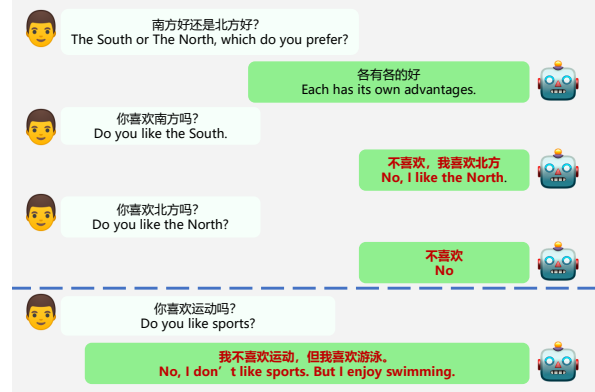 南方好还是北方好?
The South or The North, which do you prefer?
各有各的好
Each has its own advantages.
你喜欢南方吗?
Do you like the South.
不喜欢，我喜欢北方
No, I like the North.
你喜欢北方吗?
Do you like the North?
不喜欢
No
你喜欢运动吗?
Do you like sports?
我不喜欢运动，但我喜欢游泳。
No, I don’t like sports. But I enjoy swimming.